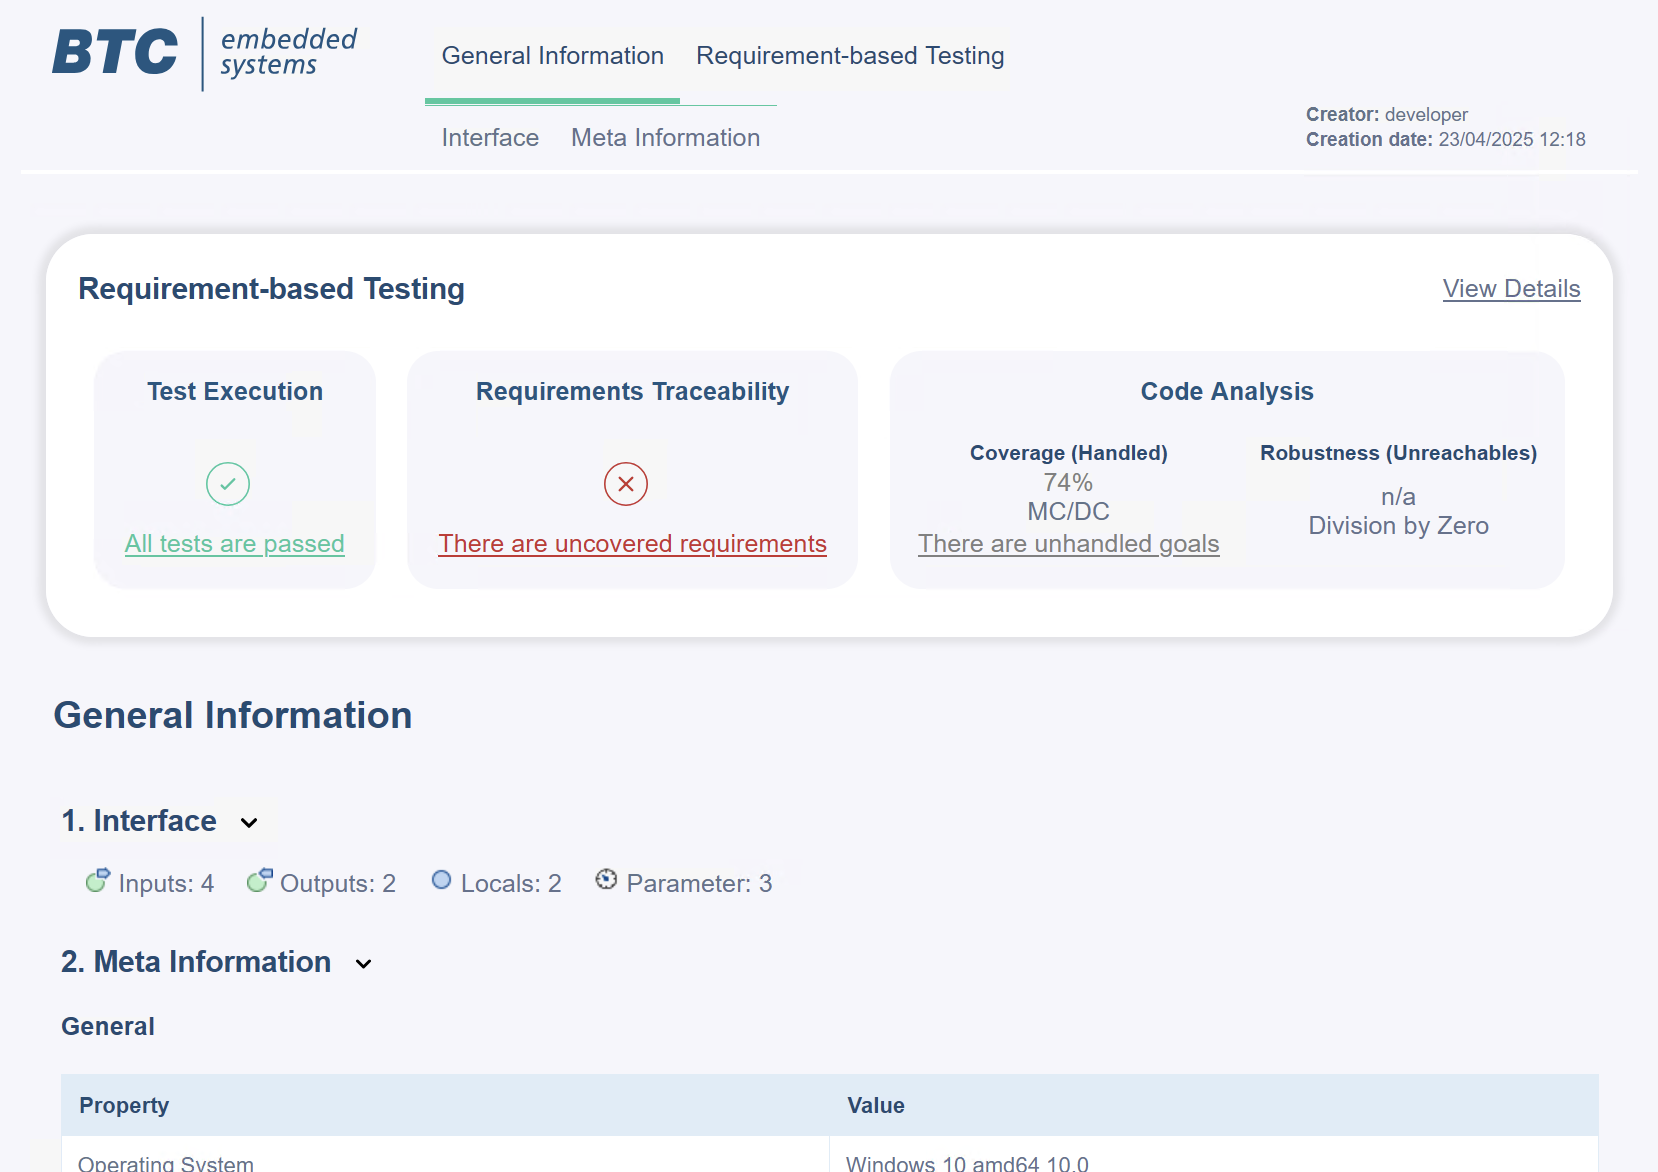 BTC embedded systems
General Information Requirement-based Testing
Interface Meta Information
Creator: developer
Creation date: 23/04/2025 12:18
Requirement-based Testing
View Details
Test Execution
All tests are passed
Requirements Traceability
There are uncovered requirements
Code Analysis
Coverage (Handled)
74%
MC/DC
There are unhandled goals
Robustness (Unreachables)
n/a
Division by Zero
General Information
1. Interface
Inputs: 4 Outputs: 2 Locals: 2 Parameter: 3
2. Meta Information
General
Property Value
Operating System Windows 10 amd64 10.0